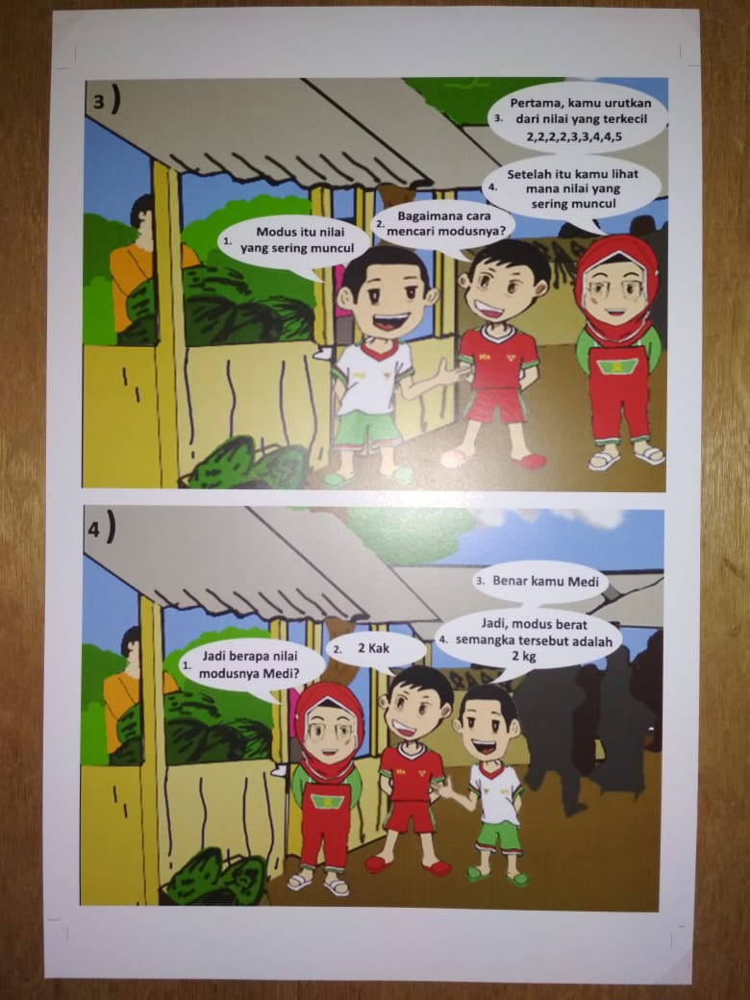 3)
1. Modus itu nilai
yang sering muncul
2. Bagaimana cara
mencari modusnya?
Pertama, kamu urutkan
3. dari nilai yang terkecil
2,2,2,2,3,3,4,4,5
Setelah itu kamu lihat
4. mana nilai yang
sering muncul
4)
1. Jadi berapa nilai
modusnya Medi?
2. 2 Kak
3. Benar kamu Medi
Jadi, modus berat
4. semangka tersebut adalah
2 kg